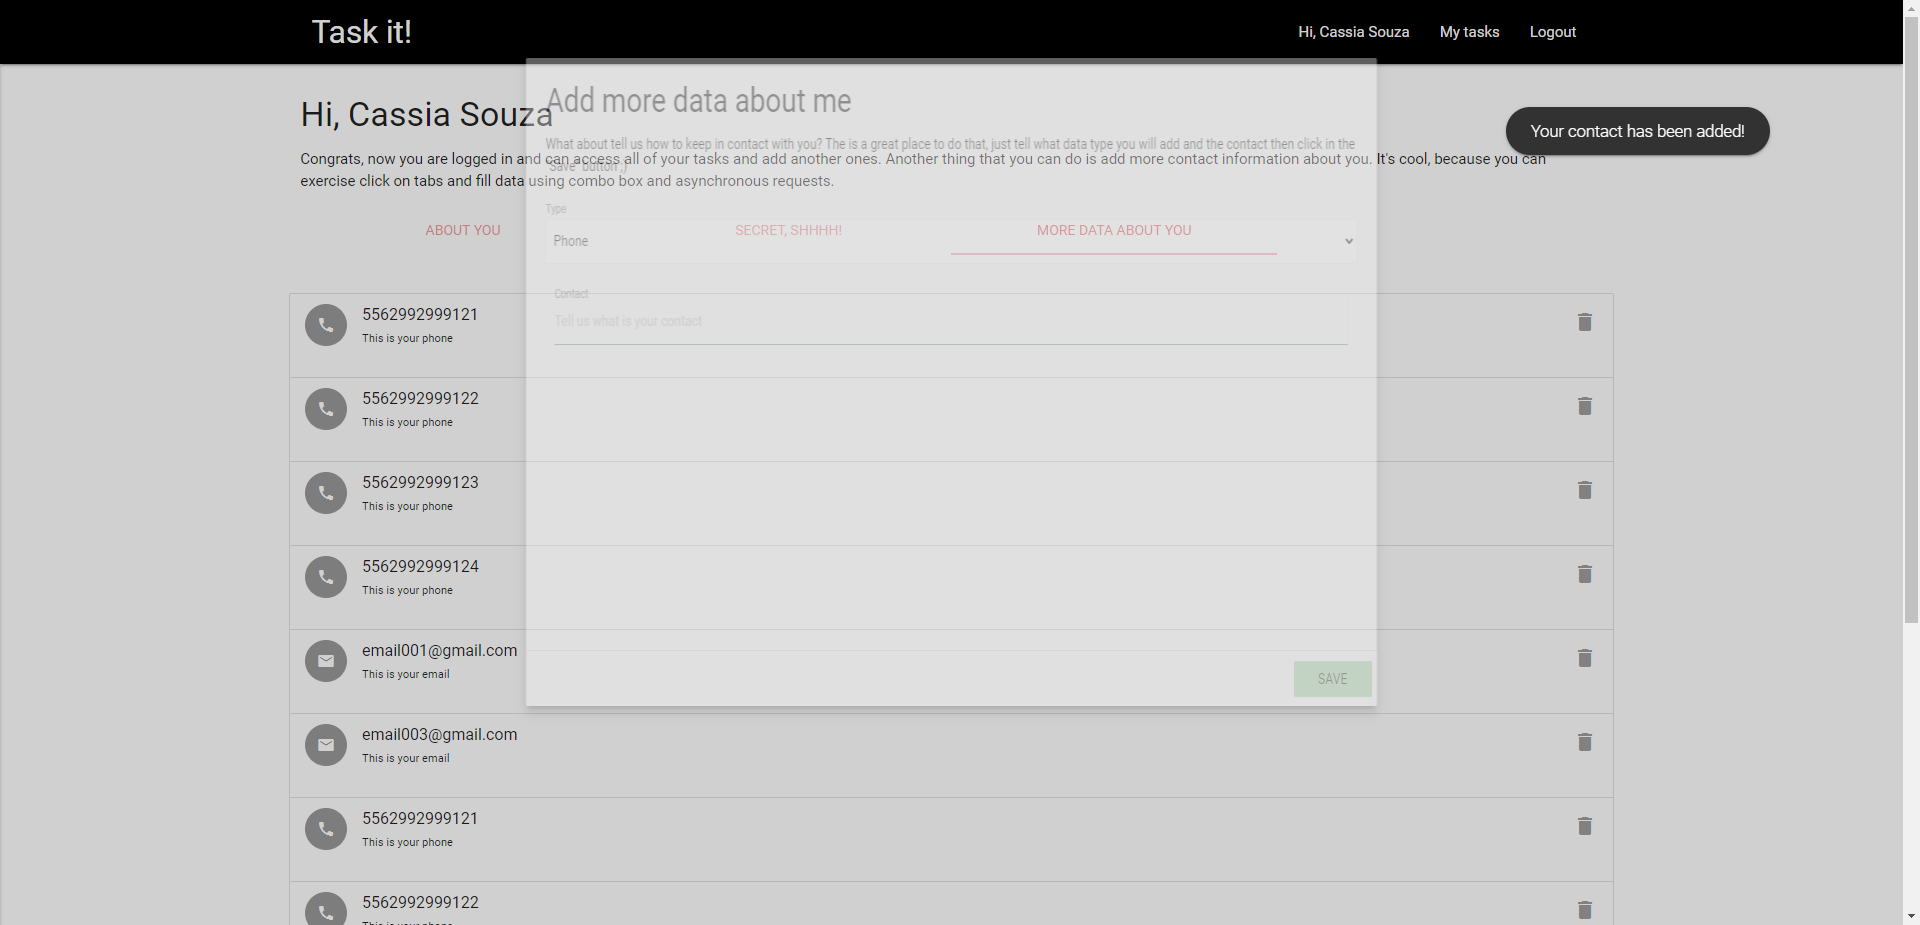 Task it!
Hi, Cassia Souza
My tasks
Logout
Add more data about me
Hi, Cassia Souza
Your contact has been added!
What about tell us how to keep in contact with you? The is a great place to do that, just tell what data type you will add and the contact then click in the
"Save" button ;)
Congrats, now you are logged in and can access all of your tasks and add another ones. Another thing that you can do is add more contact information about you. It's cool, because you can
exercise click on tabs and fill data using combo box and asynchronous requests.
Type
ABOUT YOU
SECRET, SHHHH!
MORE DATA ABOUT YOU
Phone
Contact
Tell us what is your contact
5562992999121
This is your phone
5562992999122
This is your phone
5562992999123
This is your phone
5562992999124
This is your phone
email001@gmail.com
This is your email
SAVE
email003@gmail.com
This is your email
5562992999121
This is your phone
5562992999122
This is your phone